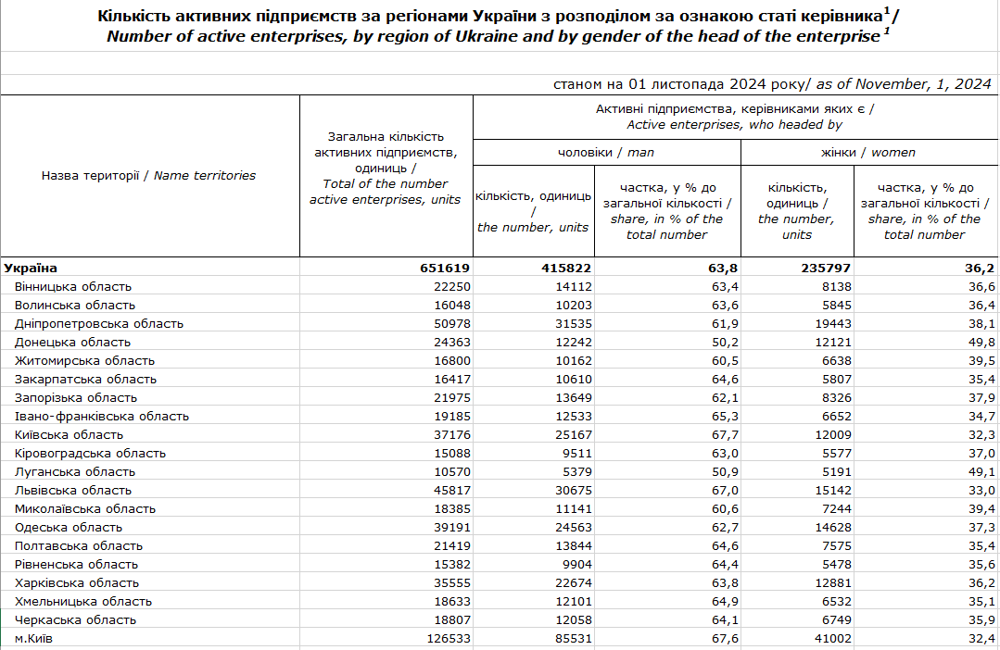 Кількість активних підприємств за регіонами України з розподілом за ознакою статі керівника¹/
Number of active enterprises, by region of Ukraine and by gender of the head of the enterprise¹
станом на 01 листопада 2024 року/ as of November, 1, 2024
Назва території / Name territories
Загальна кількість
активних підприємств,
одиниць /
Total of the number
active enterprises, units
Активні підприємства, керівниками яких є /
Active enterprises, who headed by
чоловіки / man
жінки / women
кількість, одиниць
/
the number, units
частка, у % до
загальної кількості /
share, in % of the
total number
кількість,
одиниць /
the number,
units
частка, у % до
загальної кількості /
share, in % of the
total number
Україна 651619 415822 63,8 235797 36,2
Вінницька область 22250 14112 63,4 8138 36,6
Волинська область 16048 10203 63,6 5845 36,4
Дніпропетровська область 50978 31535 61,9 19443 38,1
Донецька область 24363 12242 50,2 12121 49,8
Житомирська область 16800 10162 60,5 6638 39,5
Закарпатська область 16417 10610 64,6 5807 35,4
Запорізька область 21975 13649 62,1 8326 37,9
Івано-франківська область 19185 12533 65,3 6652 34,7
Київська область 37176 25167 67,7 12009 32,3
Кіровоградська область 15088 9511 63,0 5577 37,0
Луганська область 10570 5379 50,9 5191 49,1
Львівська область 45817 30675 67,0 15142 33,0
Миколаївська область 18385 11141 60,6 7244 39,4
Одеська область 39191 24563 62,7 14628 37,3
Полтавська область 21419 13844 64,6 7575 35,4
Рівненська область 15382 9904 64,4 5478 35,6
Харківська область 35555 22674 63,8 12881 36,2
Хмельницька область 18633 12101 64,9 6532 35,1
Черкаська область 18807 12058 64,1 6749 35,9
м.Київ 126533 85531 67,6 41002 32,4